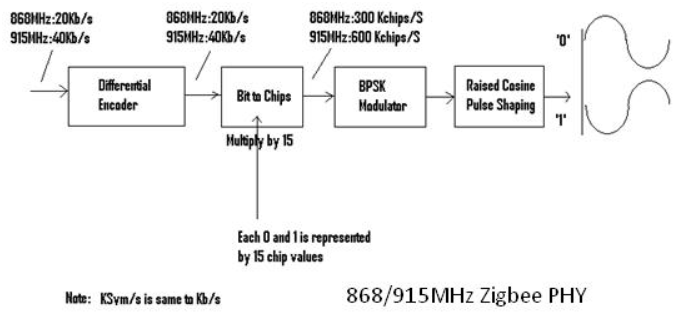 868MHz:20Kb/s
915MHz:40Kb/s
868MHz:20Kb/s
915MHz:40Kb/s
868MHz:300 Kchips/S
915MHz:600 Kchips/S
Differential
Encoder
Bit to Chips
Multiply by 15
BPSK
Modulator
Raised Cosine
Pulse Shaping
'0'
'1'
Each 0 and 1 is represented
by 15 chip values
Note: KSym/s is same to Kb/s
868/915MHz Zigbee PHY